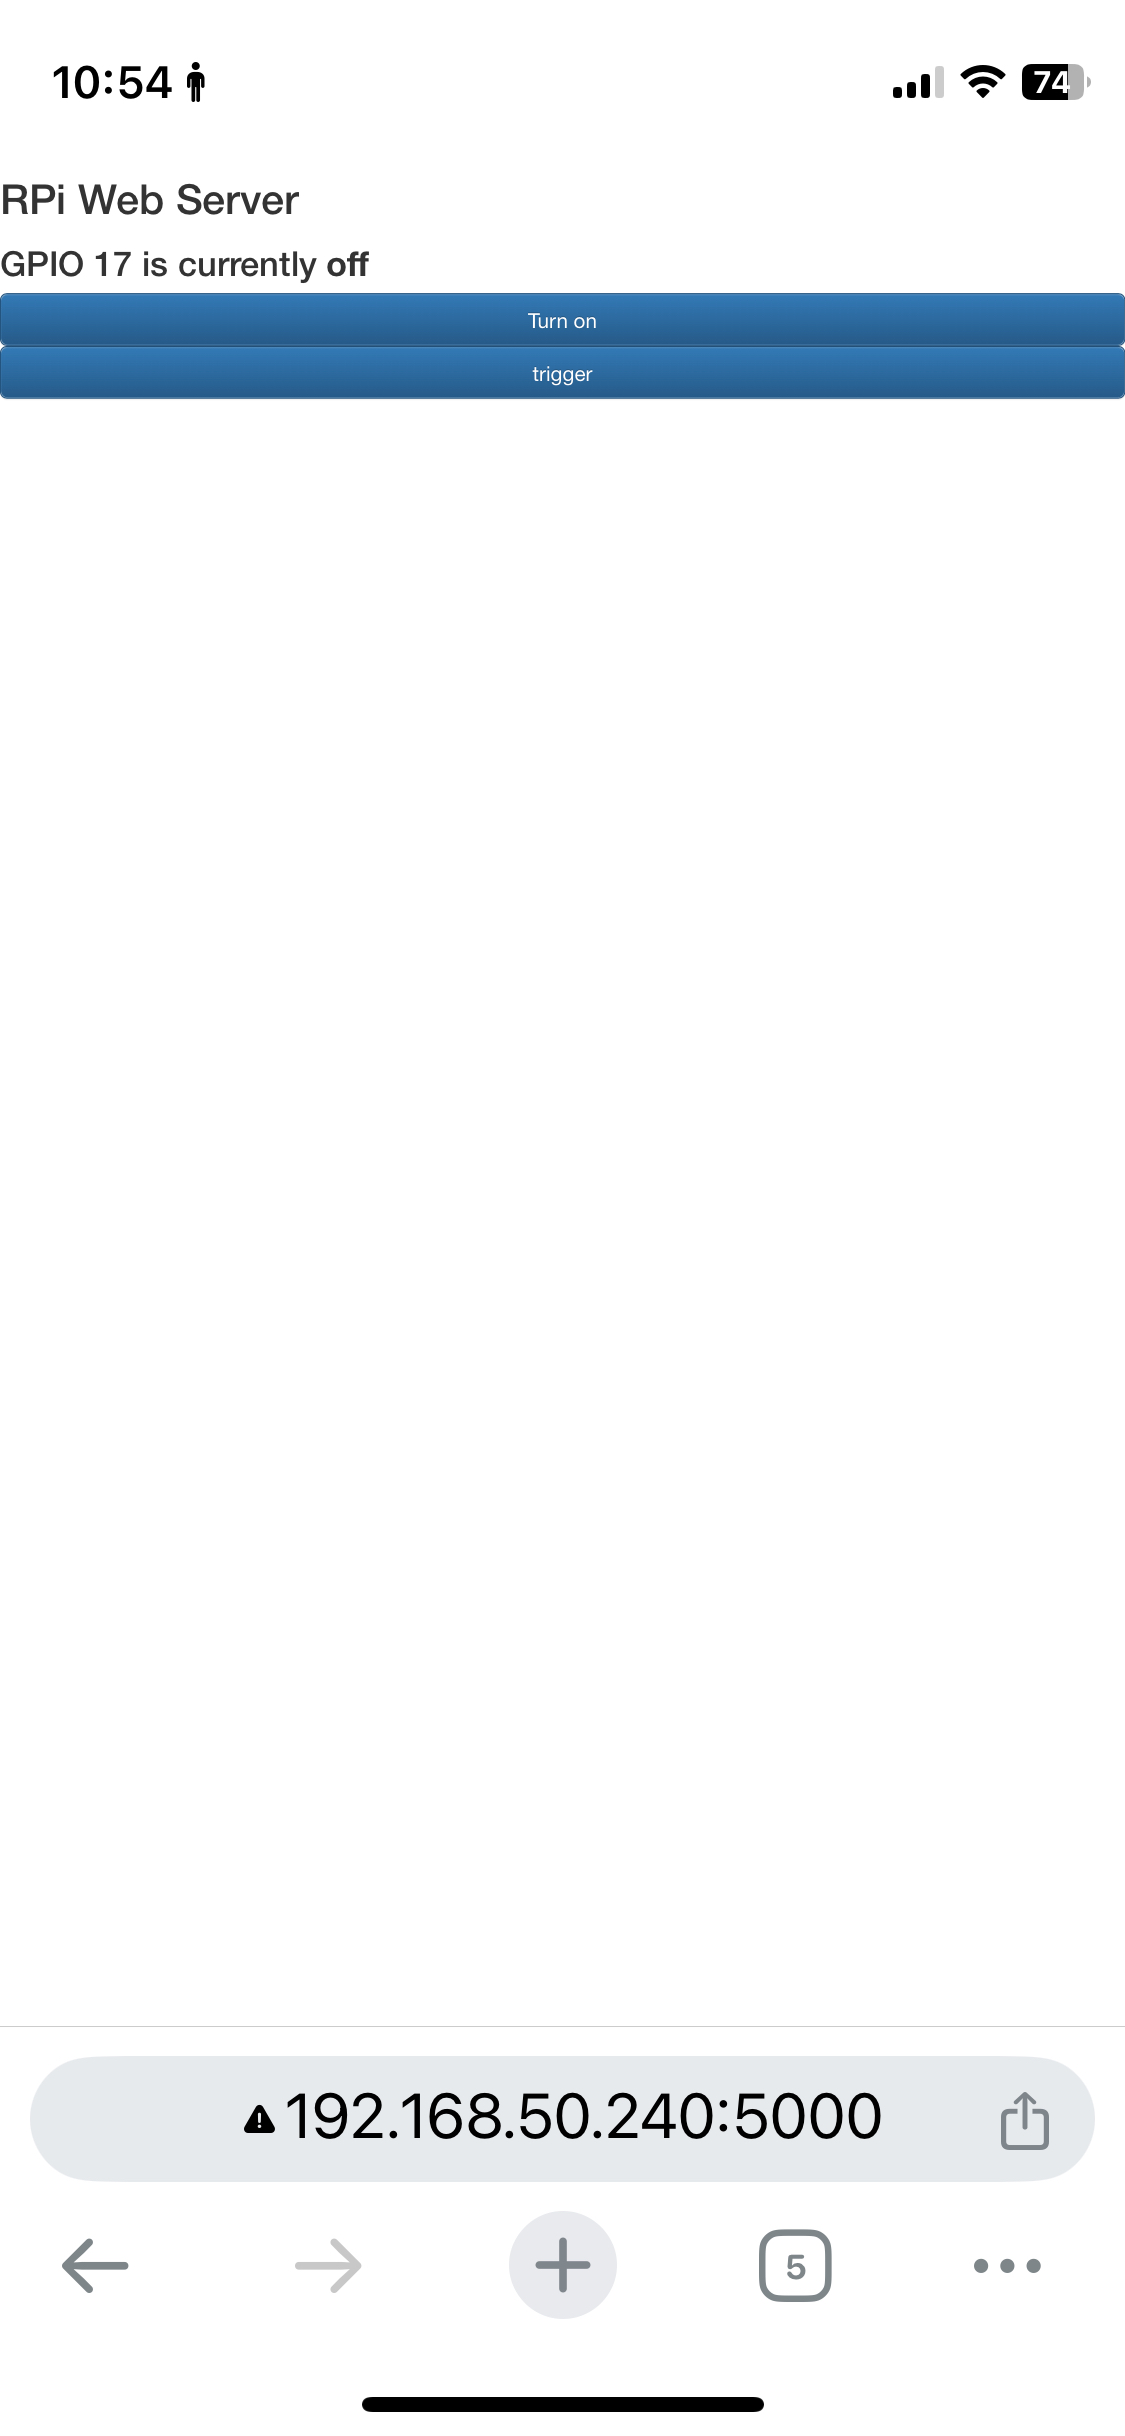 10:54
74
RPi Web Server
GPIO 17 is currently off
Turn on
trigger
192.168.50.240:5000
5